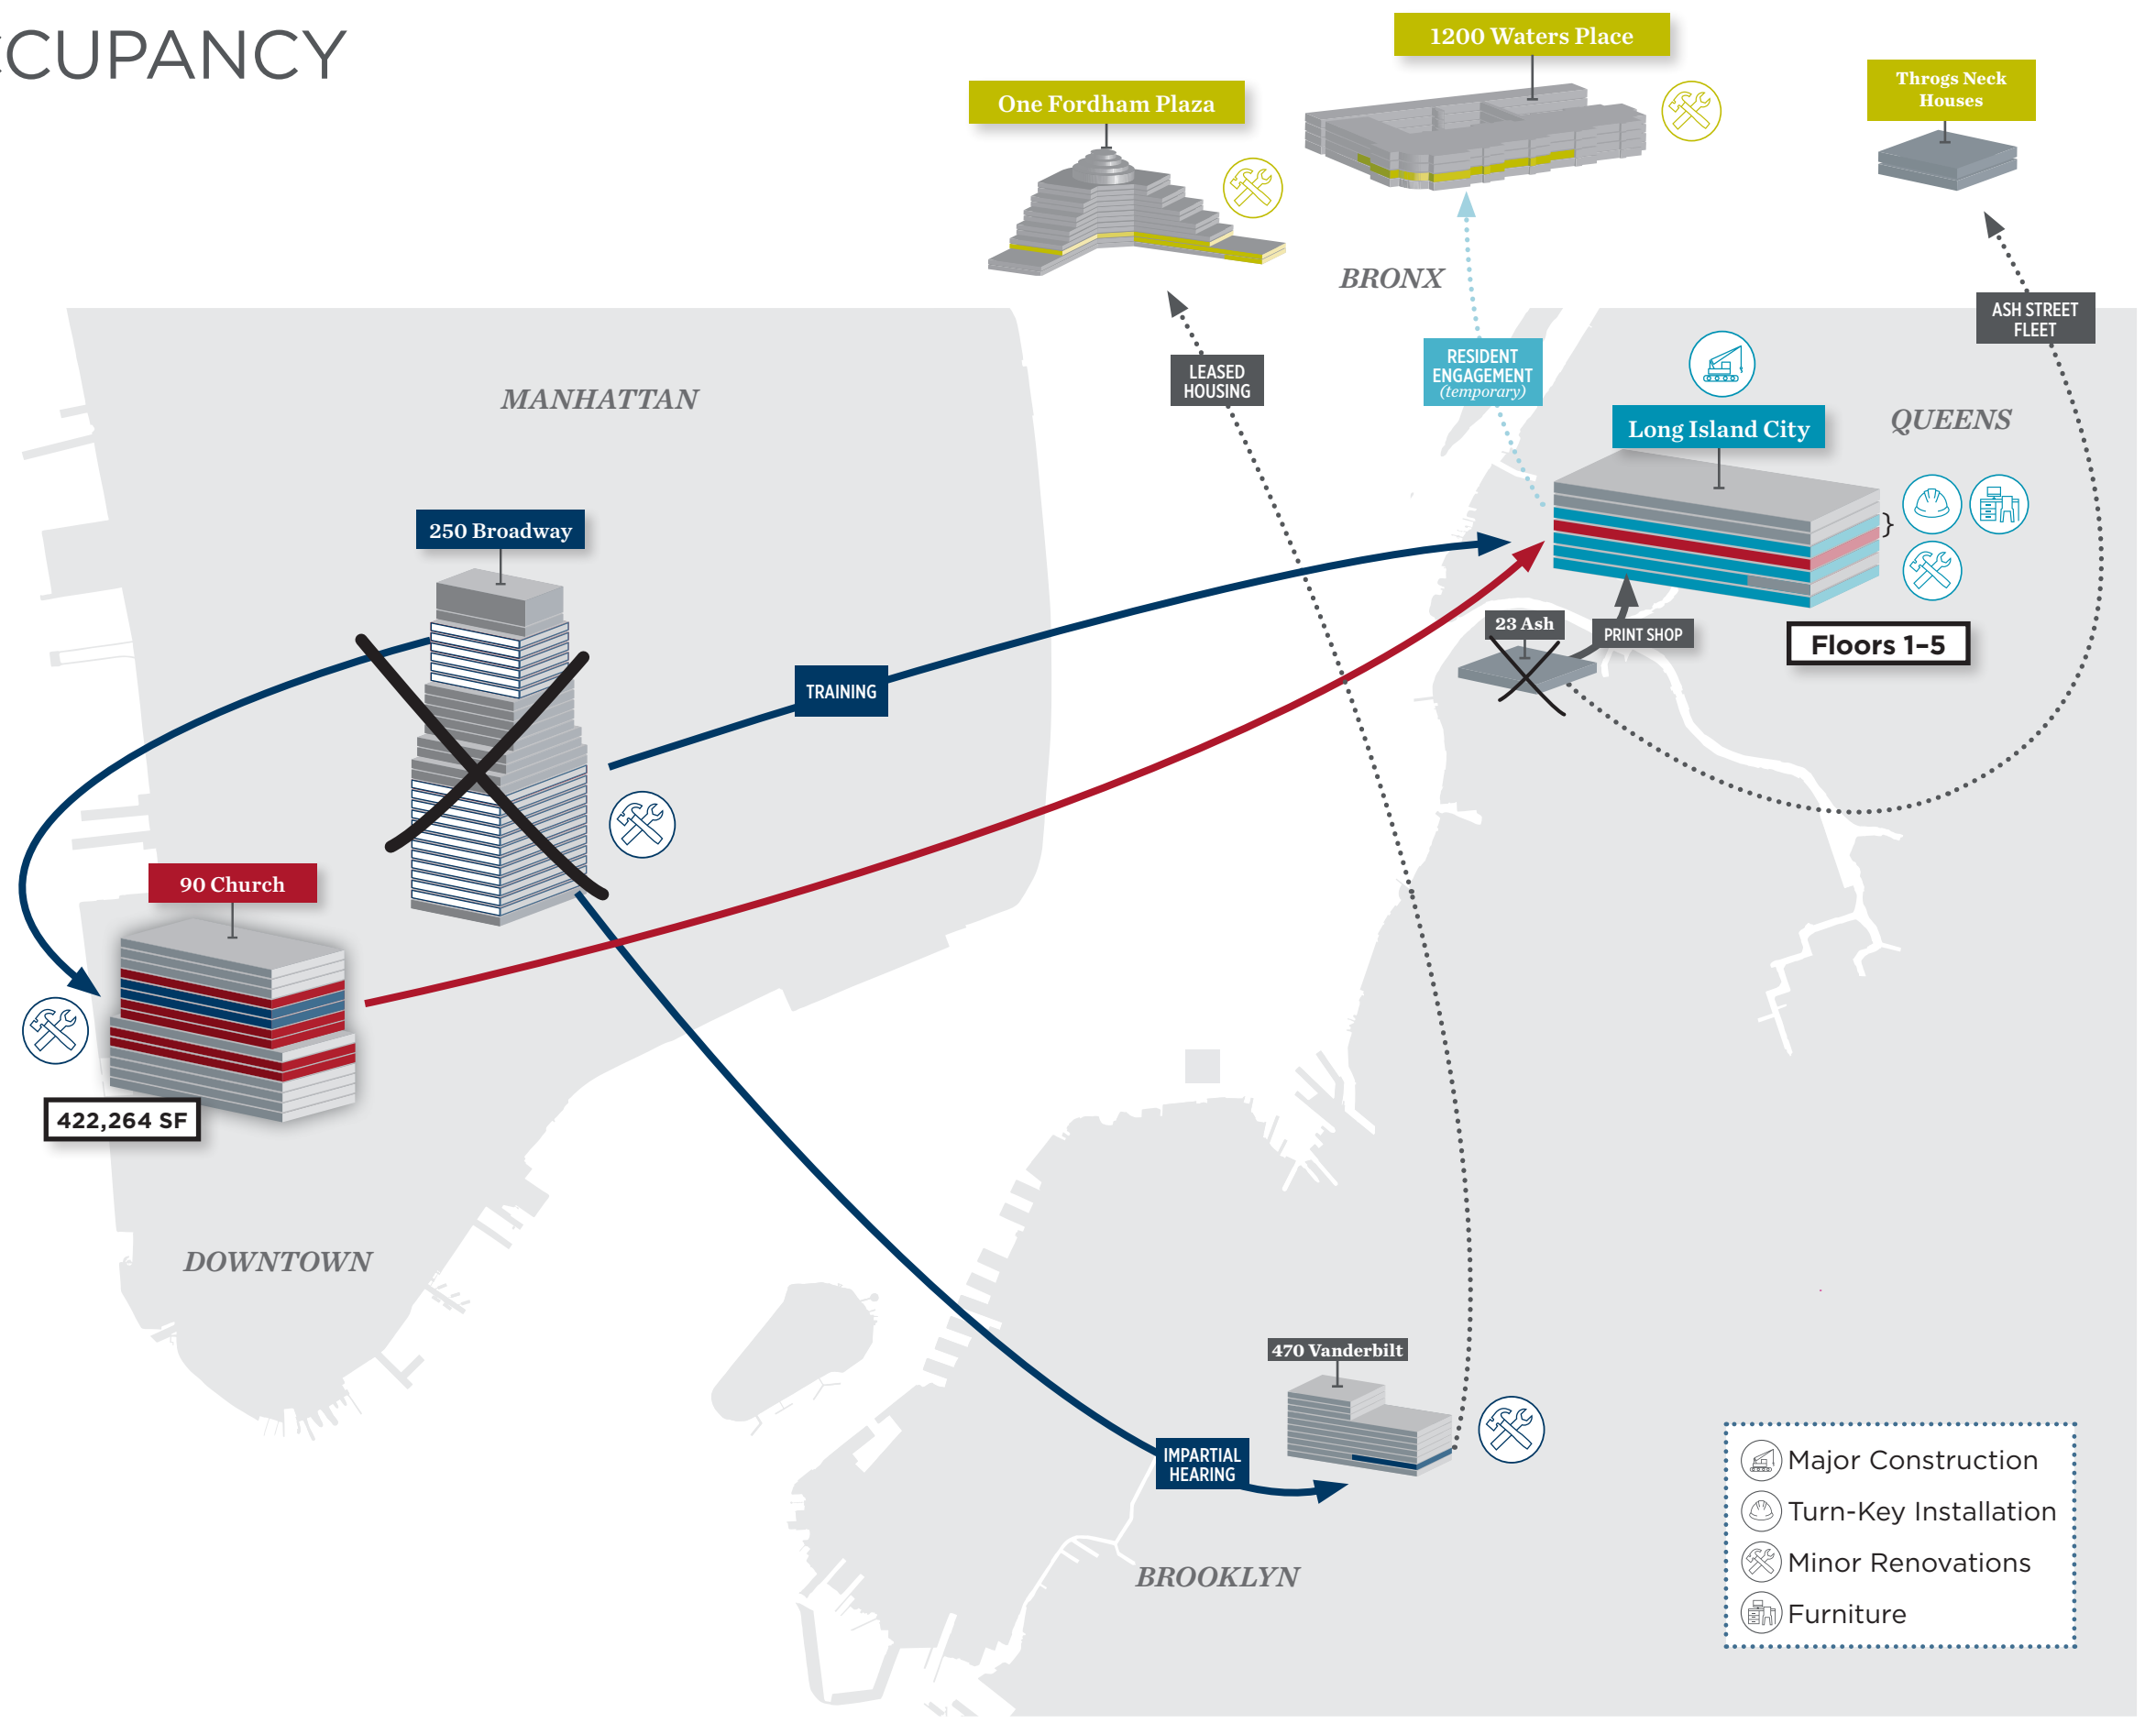 CCUPANCY
1200 Waters Place
One Fordham Plaza
Throgs Neck
Houses
BRONX
ASH STREET
FLEET
LEASED
HOUSING
RESIDENT
ENGAGEMENT
(temporary)
MANHATTAN
Long Island City
QUEENS
250 Broadway
}
23 Ash
PRINT SHOP
Floors 1–5
TRAINING
90 Church
422,264 SF
DOWNTOWN
470 Vanderbilt
IMPARTIAL
HEARING
BROOKLYN
Major Construction
Turn-Key Installation
Minor Renovations
Furniture